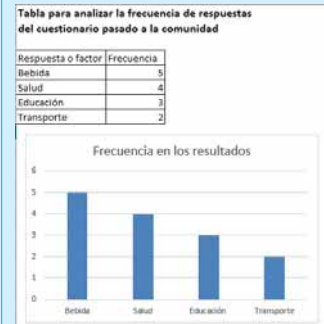 Tabla para analizar la frecuencia de respuestas
del cuestionario pasado a la comunidad
Respuesta o factor Frecuencia
Bebida 5
Salud 4
Educación 3
Transporte 2
Frecuencia en los resultados
6
5
4
3
2
1
0
Bebida Salud Educación Transporte